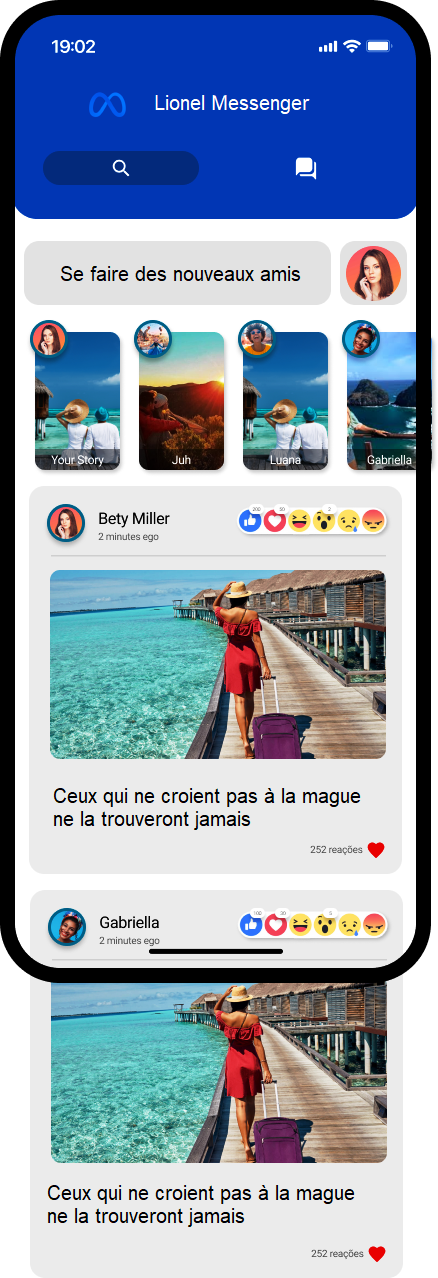 19:02
Lionel Messenger
Se faire des nouveaux amis
Your Story
Juh
Luana
Gabriella
Bety Miller
200
50
2
2 minutes ego
Ceux qui ne croient pas à la mague
ne la trouveront jamais
252 reações
Gabriella
100
30
5
2 minutes ego
Ceux qui ne croient pas à la mague
ne la trouveront jamais
252 reações